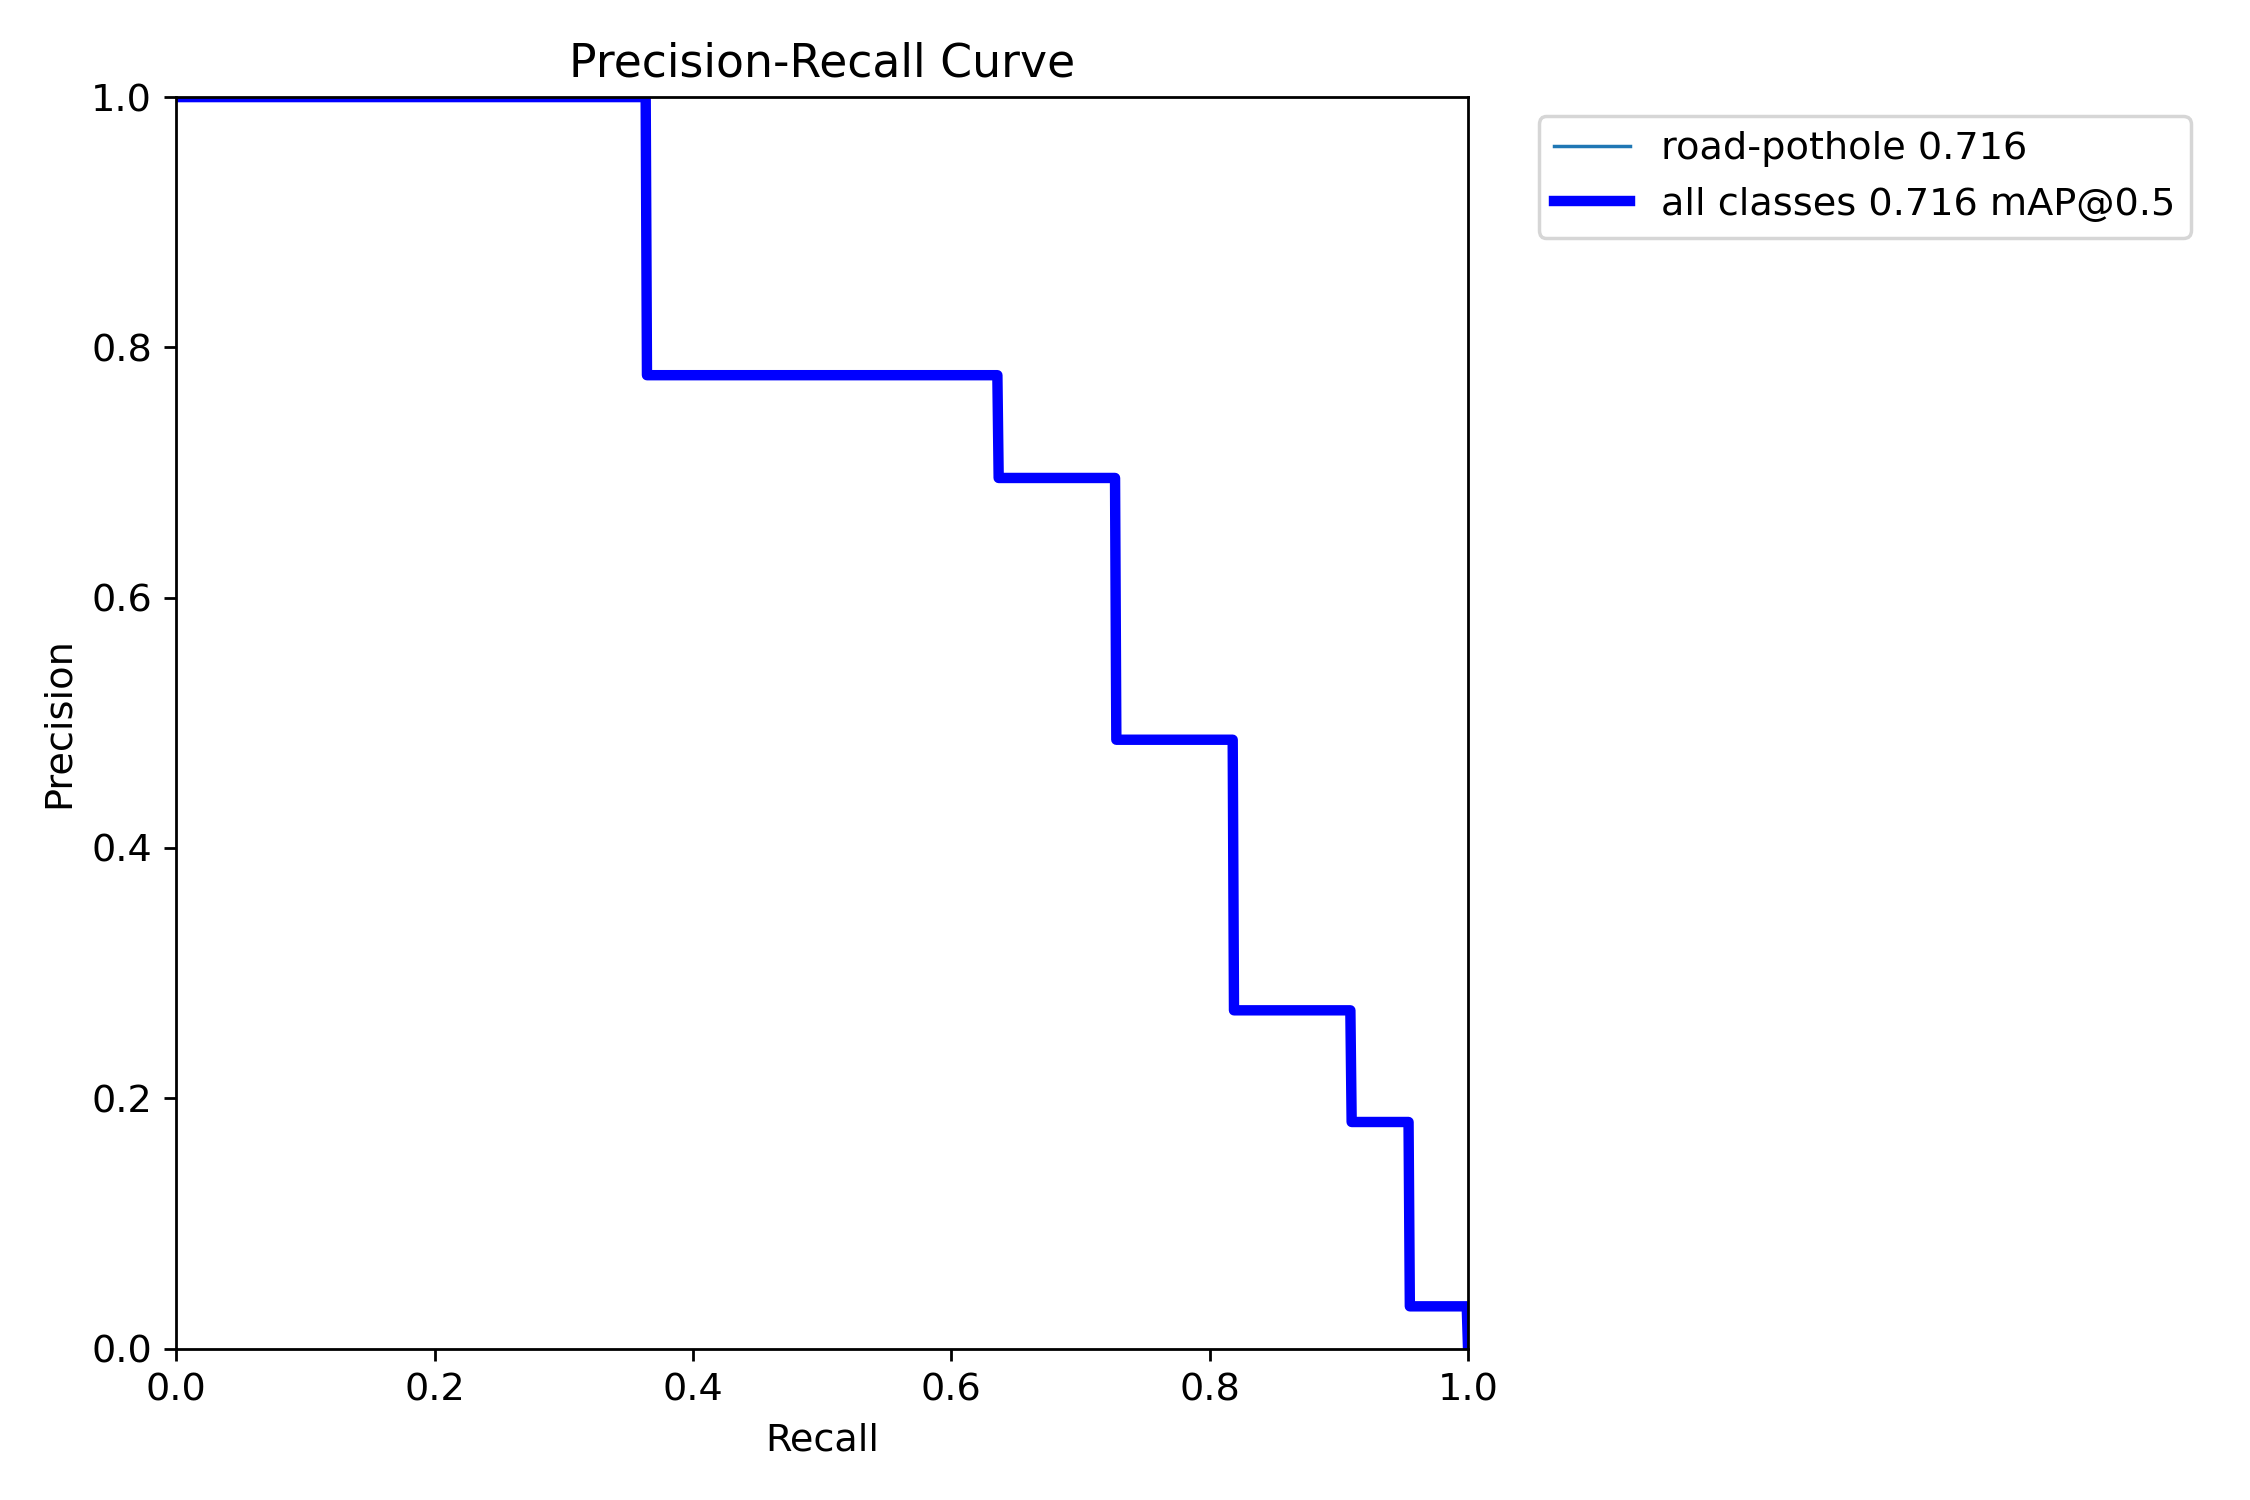 Precision-Recall Curve
road-pothole 0.716
all classes 0.716 mAP@0.5
Precision
1.0
0.8
0.6
0.4
0.2
0.0
0.0 0.2 0.4 0.6 0.8 1.0
Recall